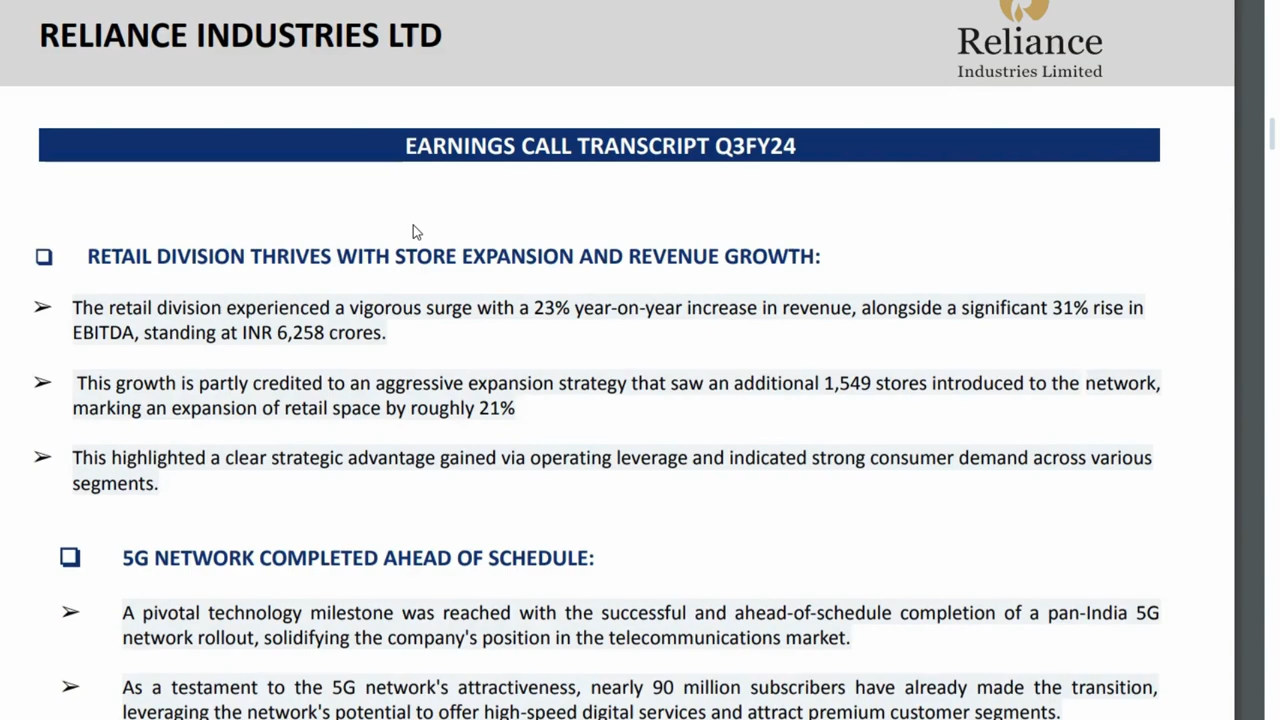 RELIANCE INDUSTRIES LTD
Reliance
Industries Limited
EARNINGS CALL TRANSCRIPT Q3FY24
❑ RETAIL DIVISION THRIVES WITH STORE EXPANSION AND REVENUE GROWTH:
➢ The retail division experienced a vigorous surge with a 23% year-on-year increase in revenue, alongside a significant 31% rise in
EBITDA, standing at INR 6,258 crores.
➢ This growth is partly credited to an aggressive expansion strategy that saw an additional 1,549 stores introduced to the network,
marking an expansion of retail space by roughly 21%
➢ This highlighted a clear strategic advantage gained via operating leverage and indicated strong consumer demand across various
segments.
❑ 5G NETWORK COMPLETED AHEAD OF SCHEDULE:
➢ A pivotal technology milestone was reached with the successful and ahead-of-schedule completion of a pan-India 5G
network rollout, solidifying the company's position in the telecommunications market.
➢ As a testament to the 5G network's attractiveness, nearly 90 million subscribers have already made the transition,
leveraging the network's potential to offer high-speed digital services and attract premium customer segments.